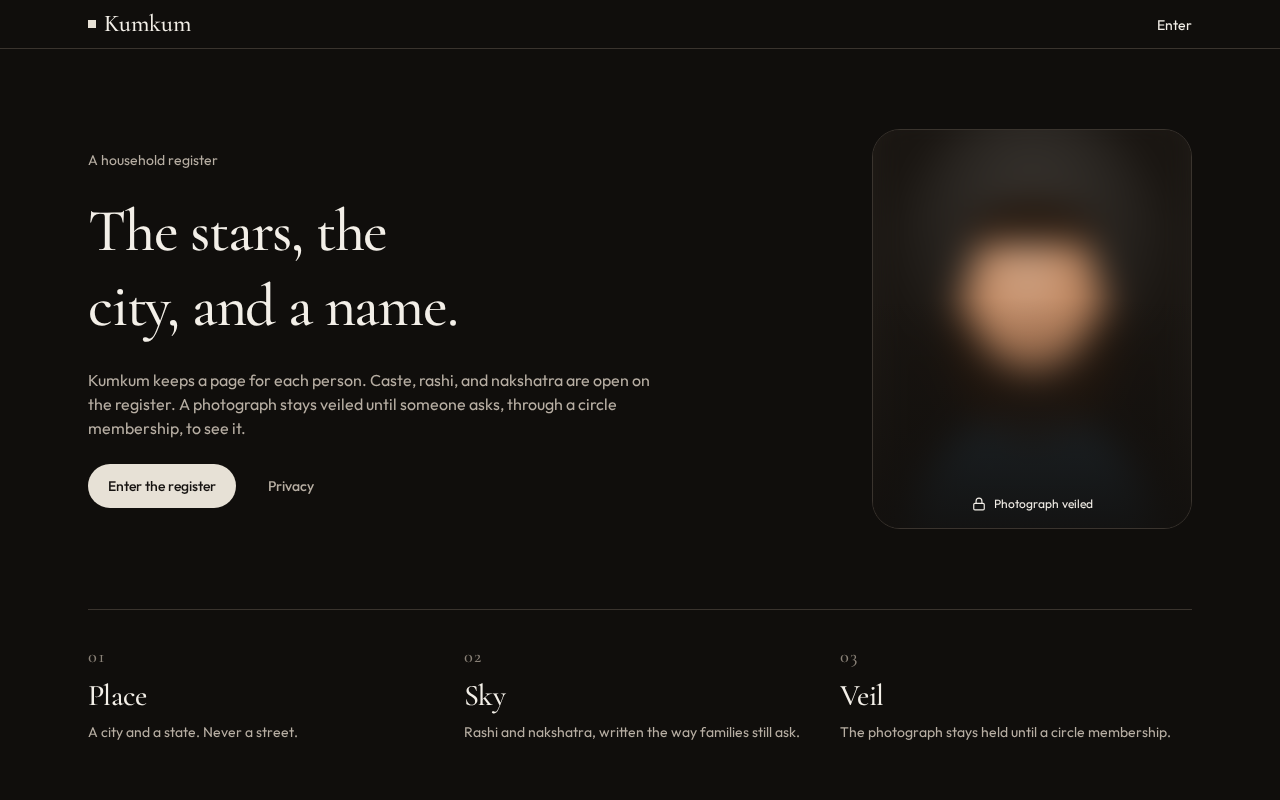 Kumkum
Enter
A household register
The stars, the
city, and a name.
Kumkum keeps a page for each person. Caste, rashi, and nakshatra are open on
the register. A photograph stays veiled until someone asks, through a circle
membership, to see it.
Enter the register
Privacy
Photograph veiled
01
Place
A city and a state. Never a street.
02
Sky
Rashi and nakshatra, written the way families still ask.
03
Veil
The photograph stays held until a circle membership.